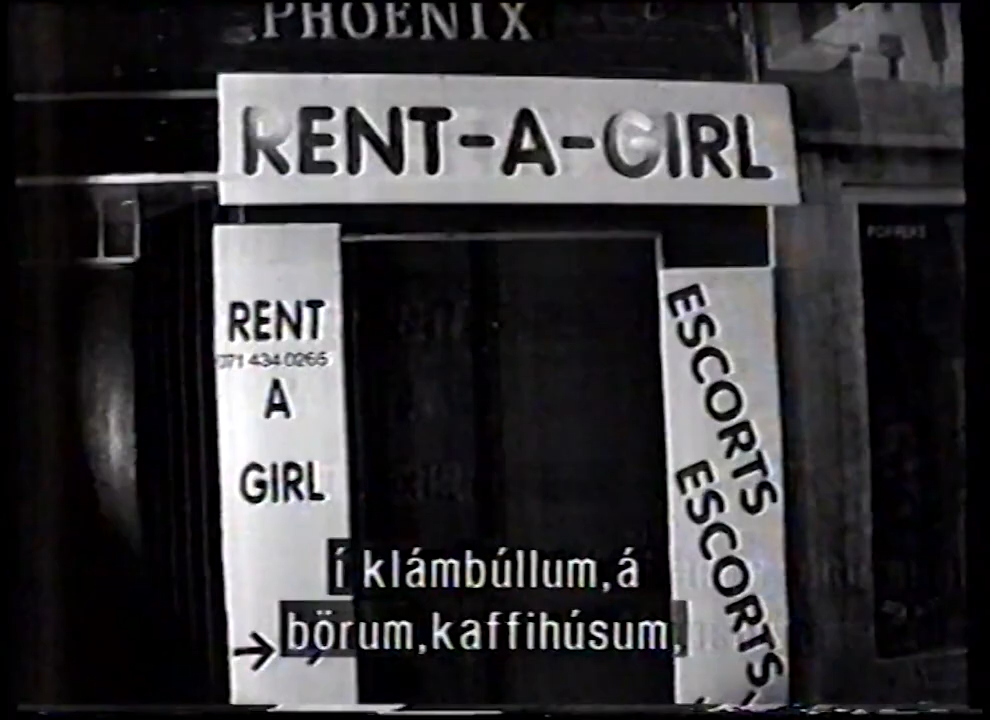 PHOENIX
RENT-A-GIRL
RENT
071 434 0266
A
GIRL
ESCORTS
ESCORTS
í klámbúllum,á
börum,kaffihúsum,